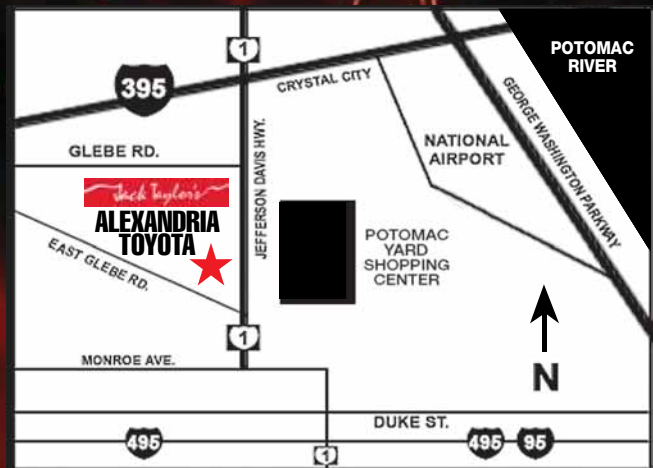 POTOMAC
RIVER
1
395
CRYSTAL CITY
JEFFERSON DAVIS HWY.
GEORGE WASHINGTON PARKWAY
GLEBE RD.
NATIONAL
AIRPORT
Jack Taylor's
ALEXANDRIA
TOYOTA
EAST GLEBE RD.
POTOMAC
YARD
SHOPPING
CENTER
1
MONROE AVE.
N
DUKE ST.
495
1
495
95